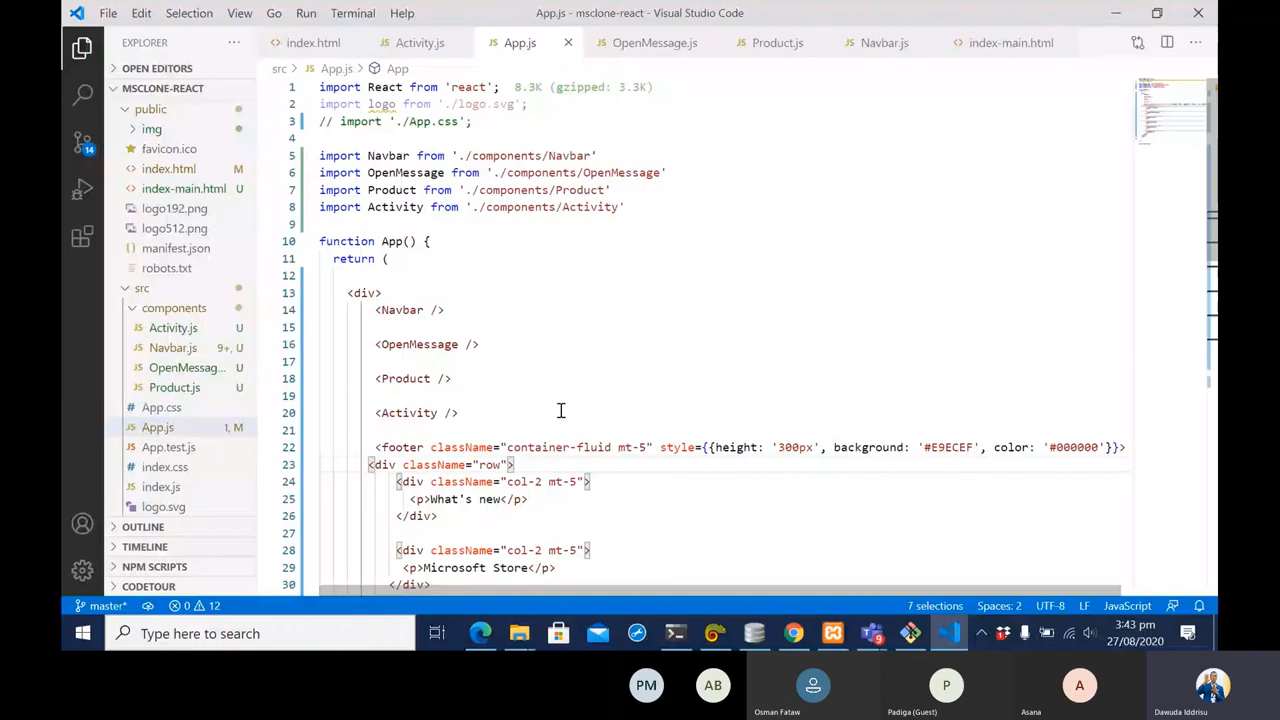 File Edit Selection View Go Run Terminal Help App.js - msclone-react - Visual Studio Code
EXPLORER ... index.html Activity.js App.js OpenMessage.js Product.js Navbar.js index-main.html
OPEN EDITORS
MSCLONE-REACT
public
img
favicon.ico
index.html M
index-main.html U
logo192.png
logo512.png
manifest.json
robots.txt
src
components
Activity.js U
Navbar.js 9+, U
OpenMessag... U
Product.js U
App.css
App.js 1, M
App.test.js
index.css
index.js
logo.svg
OUTLINE
TIMELINE
NPM SCRIPTS
CODETOUR
14
src > App.js > App
1 import React from 'react'; 8.3K (gzipped: 3.3K)
2 import logo from './logo.svg';
3 // import './App.css';
4
5 import Navbar from './components/Navbar'
6 import OpenMessage from './components/OpenMessage'
7 import Product from './components/Product'
8 import Activity from './components/Activity'
9
10 function App() {
11 return (
12
13 <div>
14 <Navbar />
15
16 <OpenMessage />
17
18 <Product />
19
20 <Activity />
21
22 <footer className="container-fluid mt-5" style={{height: '300px', background: '#E9ECEF', color: '#000000'}}>
23 <div className="row">
24 <div className="col-2 mt-5">
25 <p>What's new</p>
26 </div>
27
28 <div className="col-2 mt-5">
29 <p>Microsoft Store</p>
30 </div>
master* 0 12 7 selections Spaces: 2 UTF-8 LF JavaScript
Type here to search
9
3:43 pm
27/08/2020
PM AB P A
Osman Fataw Padiga (Guest) Asana Dawuda Iddrisu